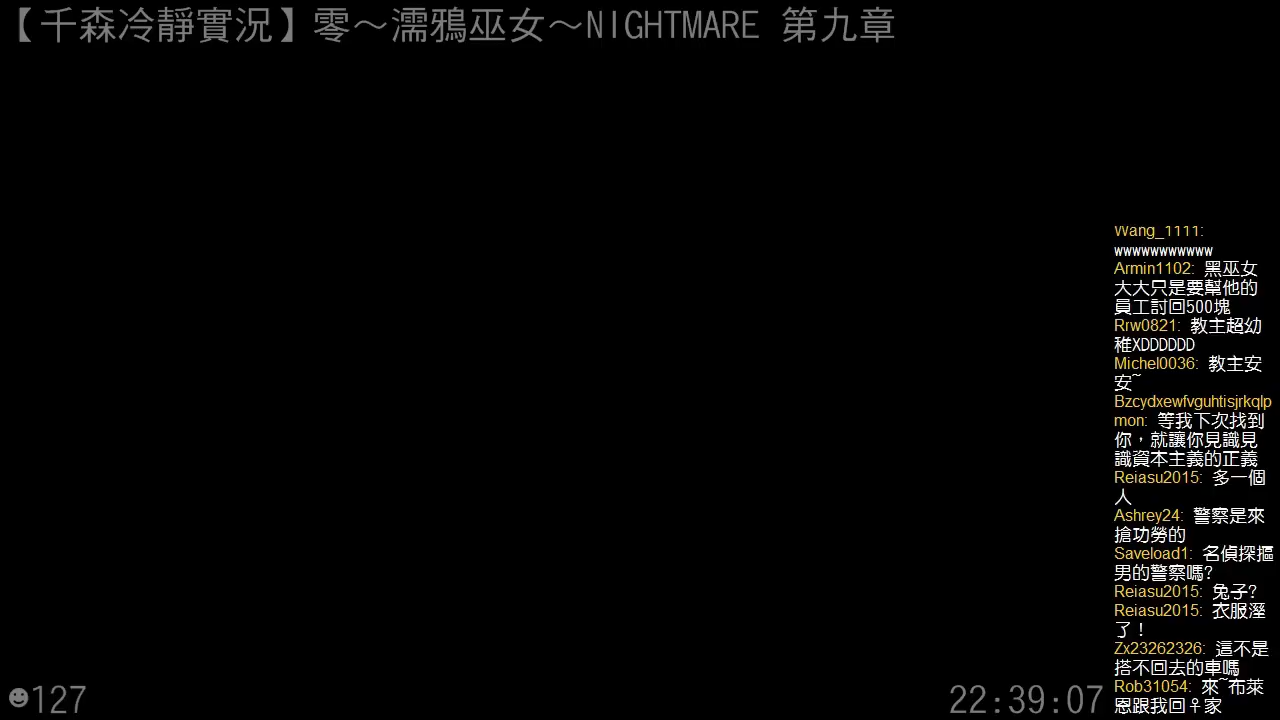 【千森冷靜實況】零～濡鴉巫女～NIGHTMARE 第九章
Wang_1111:
wwwwwwwwwww
Armin1102: 黑巫女
大大只是要幫他的
員工討回500塊
Rrw0821: 教主超幼
稚XDDDDDD
Michel0036: 教主安
安~
Bzcydxewfvguhtisjrkqlp
mon: 等我下次找到
你，就讓你見識見
識資本主義的正義
Reiasu2015: 多一個
人
Ashrey24: 警察是來
搶功勞的
Saveload1: 名偵探摳
男的警察嗎?
Reiasu2015: 兔子?
Reiasu2015: 衣服溼
了！
Zx23262326: 這不是
搭不回去的車嗎
Rob31054: 來~布萊
恩跟我回♀家
☻127
22:39:07